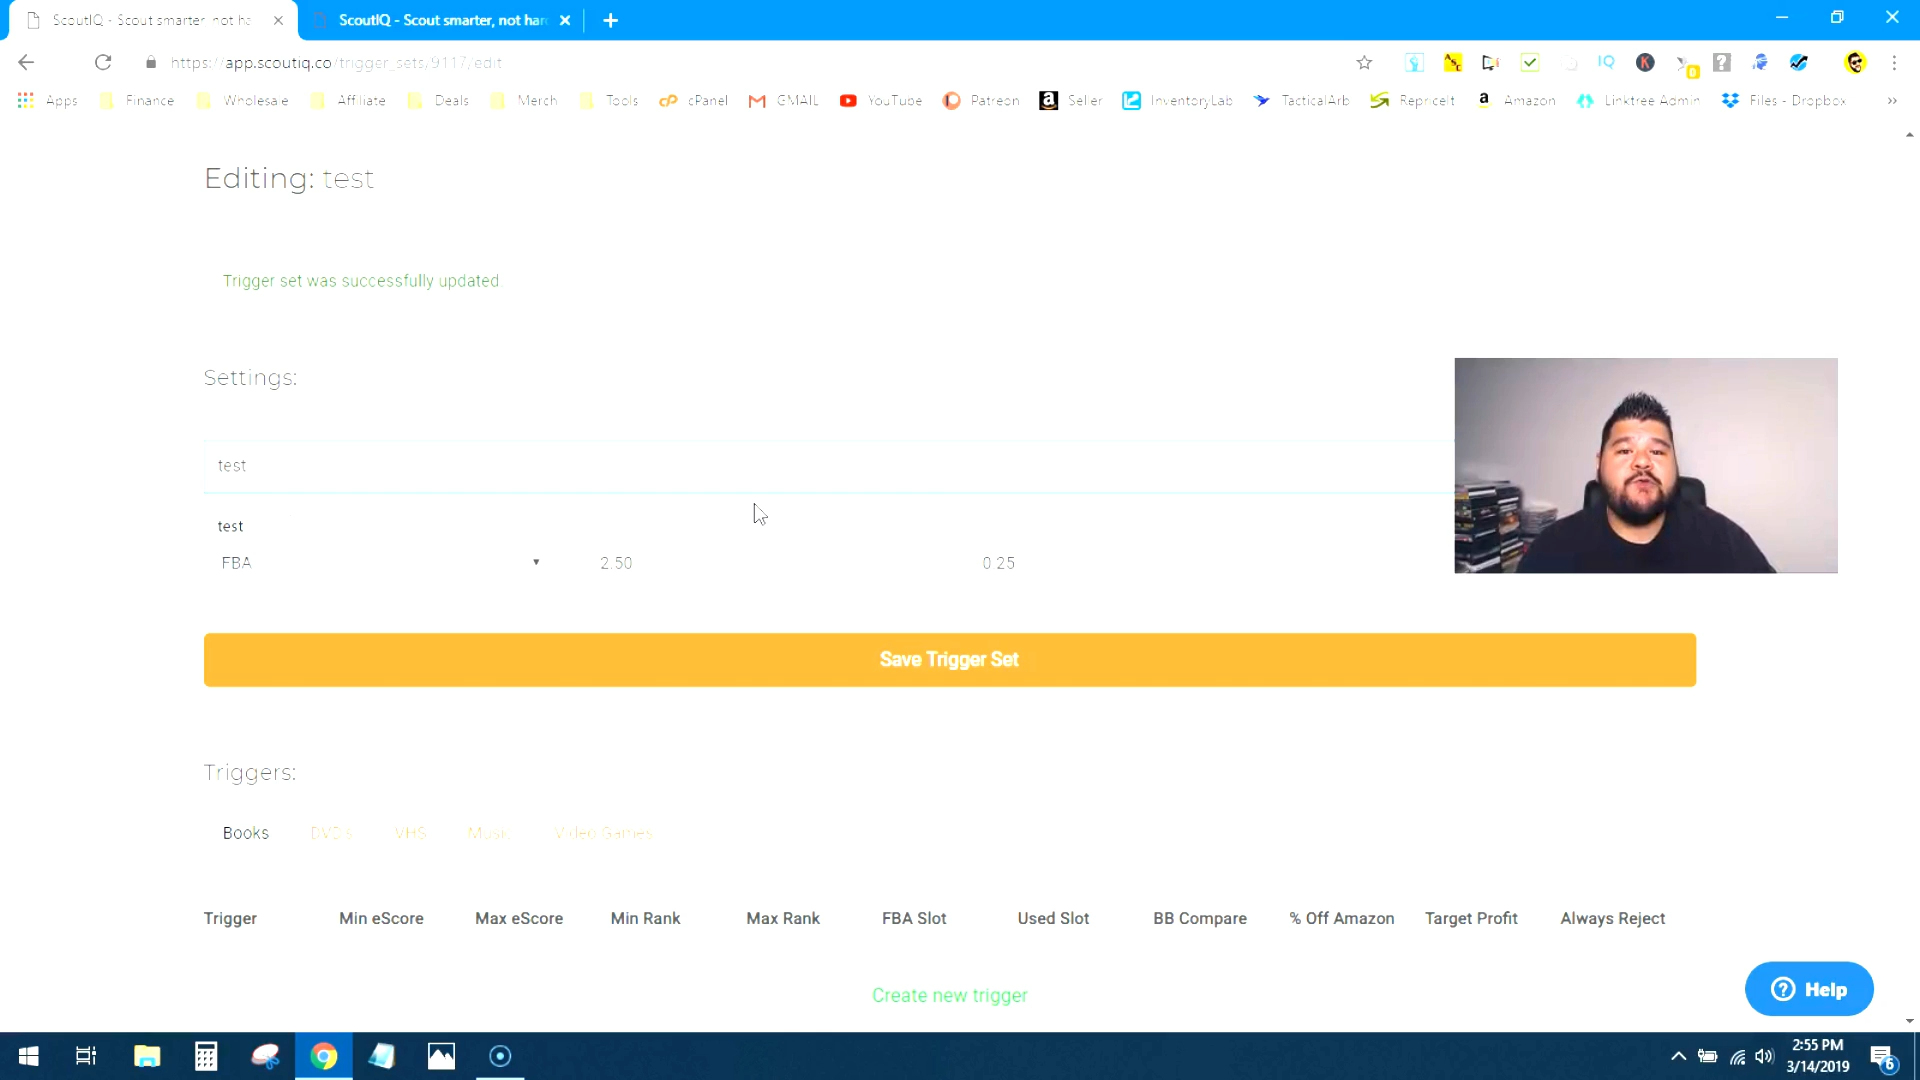 ScoutIQ - Scout smarter, not ha
ScoutIQ - Scout smarter, not har
https://app.scoutiq.co/trigger_sets/9117/edit
Apps
Finance
Wholesale
Affiliate
Deals
Merch
Tools
cPanel
GMAIL
YouTube
Patreon
Seller
InventoryLab
TacticalArb
RepriceIt
Amazon
Linktree Admin
Files - Dropbox
Editing: test
Trigger set was successfully updated.
Settings:
test
test
FBA 2.50 0.25
Save Trigger Set
Triggers:
Books DVD's VHS Music Video Games
Trigger Min eScore Max eScore Min Rank Max Rank FBA Slot Used Slot BB Compare % Off Amazon Target Profit Always Reject
Create new trigger
Help
2:55 PM
3/14/2019
6